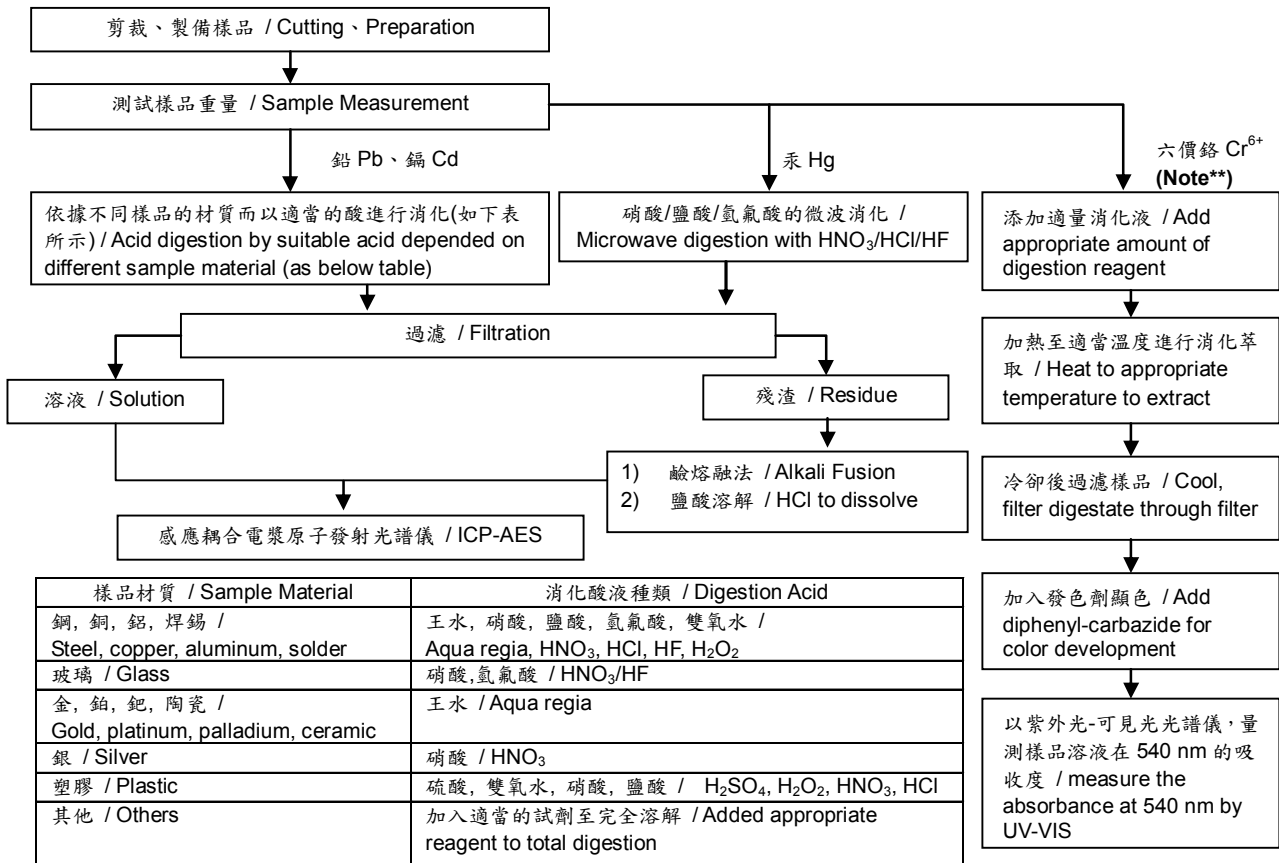 剪裁、製備樣品 / Cutting、Preparation
測試樣品重量 / Sample Measurement
鉛 Pb、鎘 Cd
汞 Hg
六價鉻 Cr⁶⁺
(Note**)
依據不同樣品的材質而以適當的酸進行消化(如下表
所示) / Acid digestion by suitable acid depended on
different sample material (as below table)
硝酸/鹽酸/氫氟酸的微波消化 /
Microwave digestion with HNO₃/HCl/HF
添加適量消化液 / Add
appropriate amount of
digestion reagent
過濾 / Filtration
加熱至適當溫度進行消化萃
取 / Heat to appropriate
temperature to extract
溶液 / Solution
殘渣 / Residue
1) 鹼熔融法 / Alkali Fusion
2) 鹽酸溶解 / HCl to dissolve
冷卻後過濾樣品 / Cool,
filter digestate through filter
感應耦合電漿原子發射光譜儀 / ICP-AES
加入發色劑顯色 / Add
diphenyl-carbazide for
color development
以紫外光-可見光光譜儀，量
測樣品溶液在 540 nm 的吸
收度 / measure the
absorbance at 540 nm by
UV-VIS
樣品材質 / Sample Material
消化酸液種類 / Digestion Acid
鋼, 銅, 鋁, 焊錫 /
Steel, copper, aluminum, solder
王水, 硝酸, 鹽酸, 氫氟酸, 雙氧水 /
Aqua regia, HNO₃, HCl, HF, H₂O₂
玻璃 / Glass
硝酸,氫氟酸 / HNO₃/HF
金, 鉑, 鈀, 陶瓷 /
Gold, platinum, palladium, ceramic
王水 / Aqua regia
銀 / Silver
硝酸 / HNO₃
塑膠 / Plastic
硫酸, 雙氧水, 硝酸, 鹽酸 / H₂SO₄, H₂O₂, HNO₃, HCl
其他 / Others
加入適當的試劑至完全溶解 / Added appropriate
reagent to total digestion